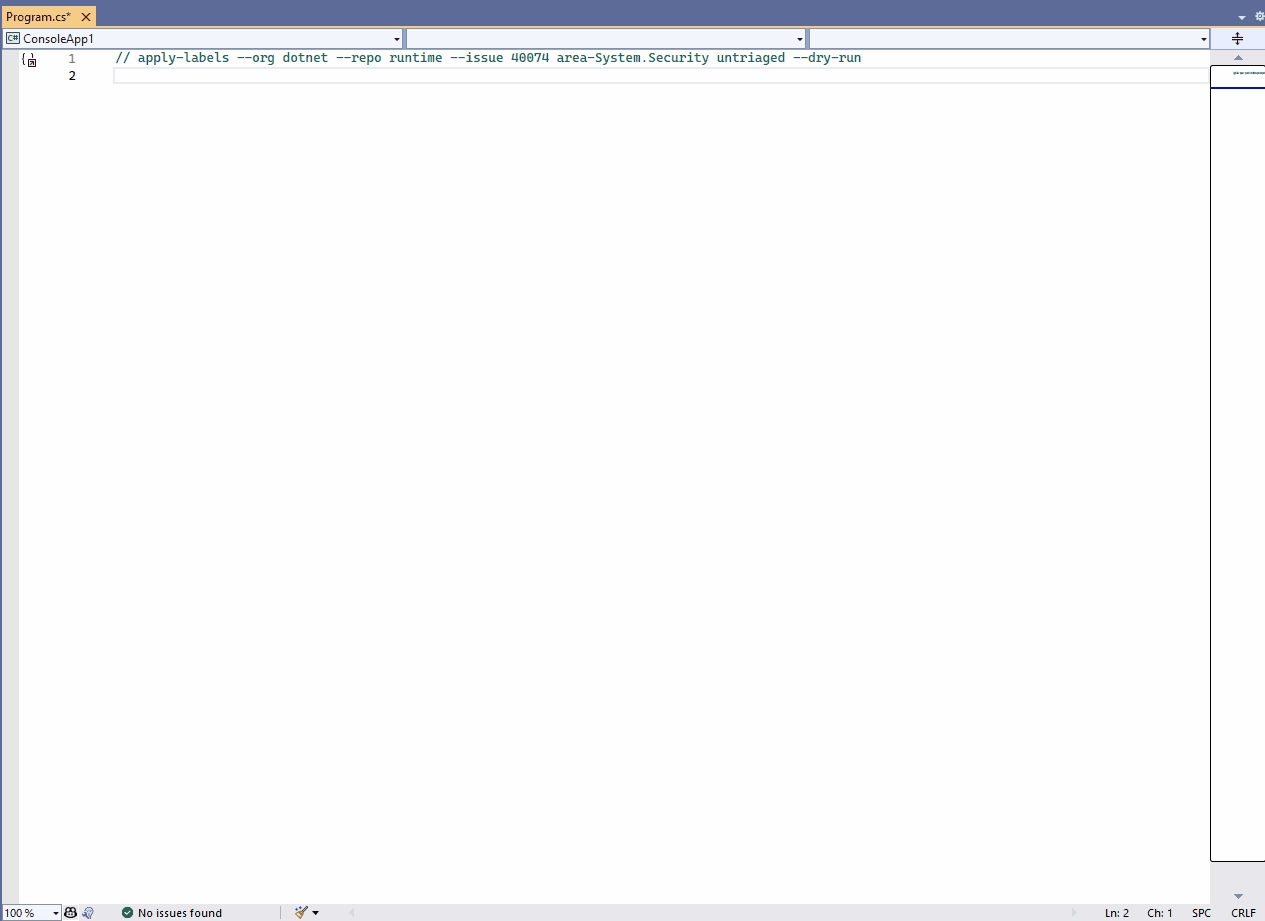 Program.cs*
ConsoleApp1
1 // apply-labels --org dotnet --repo runtime --issue 40074 area-System.Security untriaged --dry-run
2
100 % No issues found Ln: 2 Ch: 1 SPC CRLF